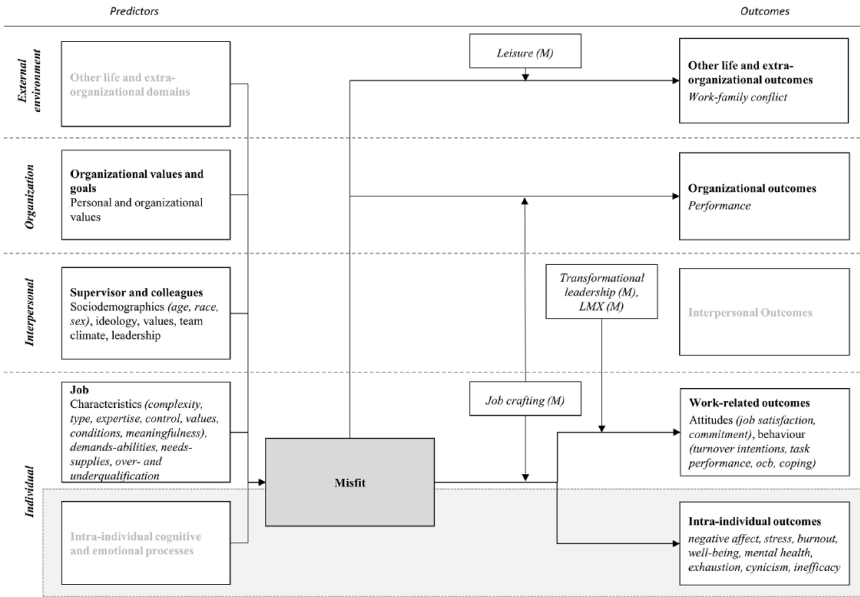 Predictors
Outcomes
External
environment
Other life and extra-
organizational domains
Leisure (M)
Other life and extra-
organizational outcomes
Work-family conflict
Organization
Organizational values and
goals
Personal and organizational
values
Organizational outcomes
Performance
Interpersonal
Supervisor and colleagues
Sociodemographics (age, race,
sex), ideology, values, team
climate, leadership
Transformational
leadership (M),
LMX (M)
Interpersonal Outcomes
Individual
Job
Characteristics (complexity,
type, expertise, control, values,
conditions, meaningfulness),
demands-abilities, needs-
supplies, over- and
underqualification
Job crafting (M)
Work-related outcomes
Attitudes (job satisfaction,
commitment), behaviour
(turnover intentions, task
performance, ocb, coping)
Misfit
Intra-individual cognitive
and emotional processes
Intra-individual outcomes
negative affect, stress, burnout,
well-being, mental health,
exhaustion, cynicism, inefficacy